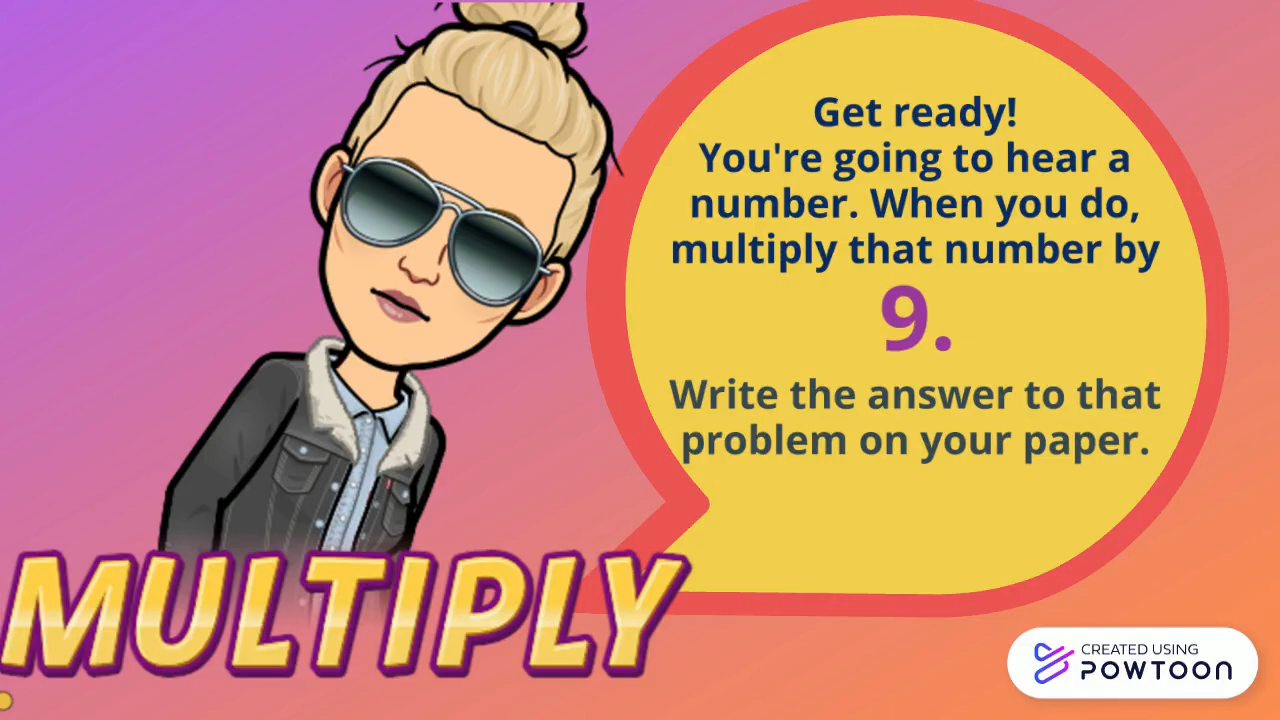 Get ready!
You're going to hear a
number. When you do,
multiply that number by
9.
Write the answer to that
problem on your paper.
MULTIPLY
CREATED USING
POWTOON